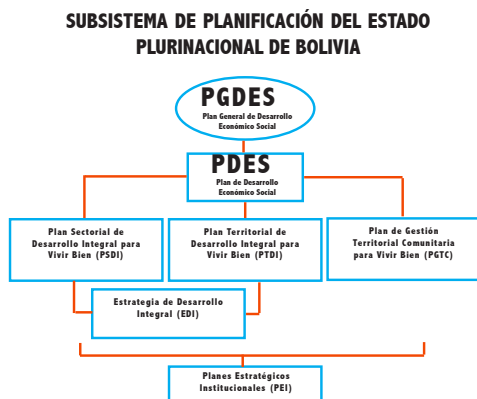 SUBSISTEMA DE PLANIFICACIÓN DEL ESTADO
PLURINACIONAL DE BOLIVIA
PGDES
Plan General de Desarrollo
Económico Social
PDES
Plan de Desarrollo
Económico Social
Plan Sectorial de
Desarrollo Integral para
Vivir Bien (PSDI)
Plan Territorial de
Desarrollo Integral para
Vivir Bien (PTDI)
Plan de Gestión
Territorial Comunitaria
para Vivir Bien (PGTC)
Estrategia de Desarrollo
Integral (EDI)
Planes Estratégicos
Institucionales (PEI)